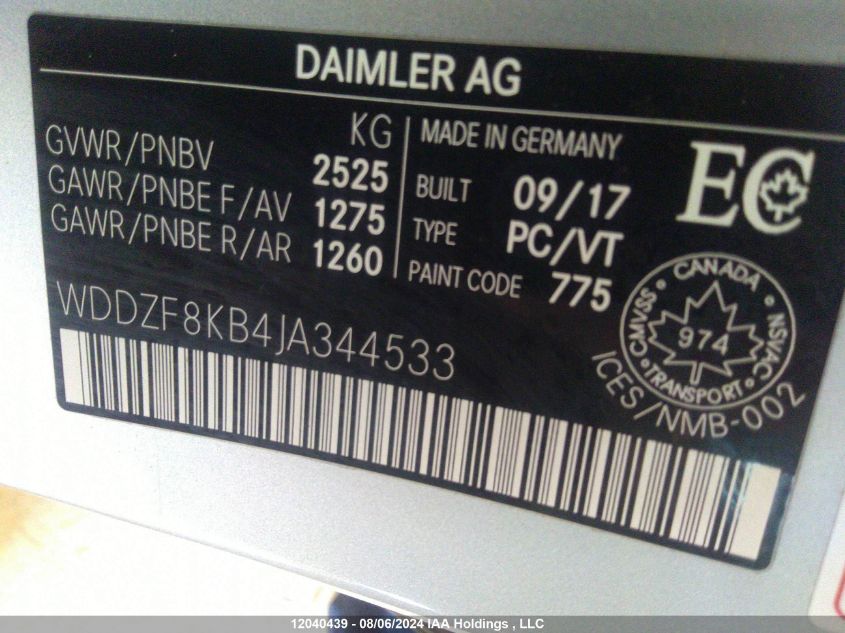 DAIMLER AG
KG
GVWR/PNBV 2525
GAWR/PNBE F/AV 1275
GAWR/PNBE R/AR 1260
MADE IN GERMANY
BUILT 09/17
TYPE PC/VT
PAINT CODE 775
EC
CANADA
CMVSS 974 NSVAC
TRANSPORT
ICES/NMB-002
WDDZF8KB4JA344533
12040439 - 08/06/2024 IAA Holdings , LLC